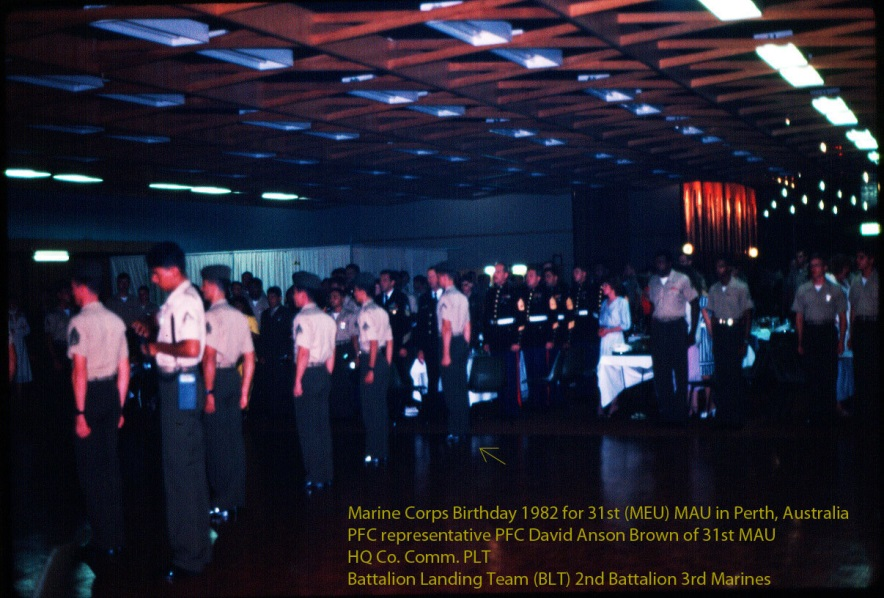 Marine Corps Birthday 1982 for 31st (MEU) MAU in Perth, Australia
PFC representative PFC David Anson Brown of 31st MAU
HQ Co. Comm. PLT
Battalion Landing Team (BLT) 2nd Battalion 3rd Marines